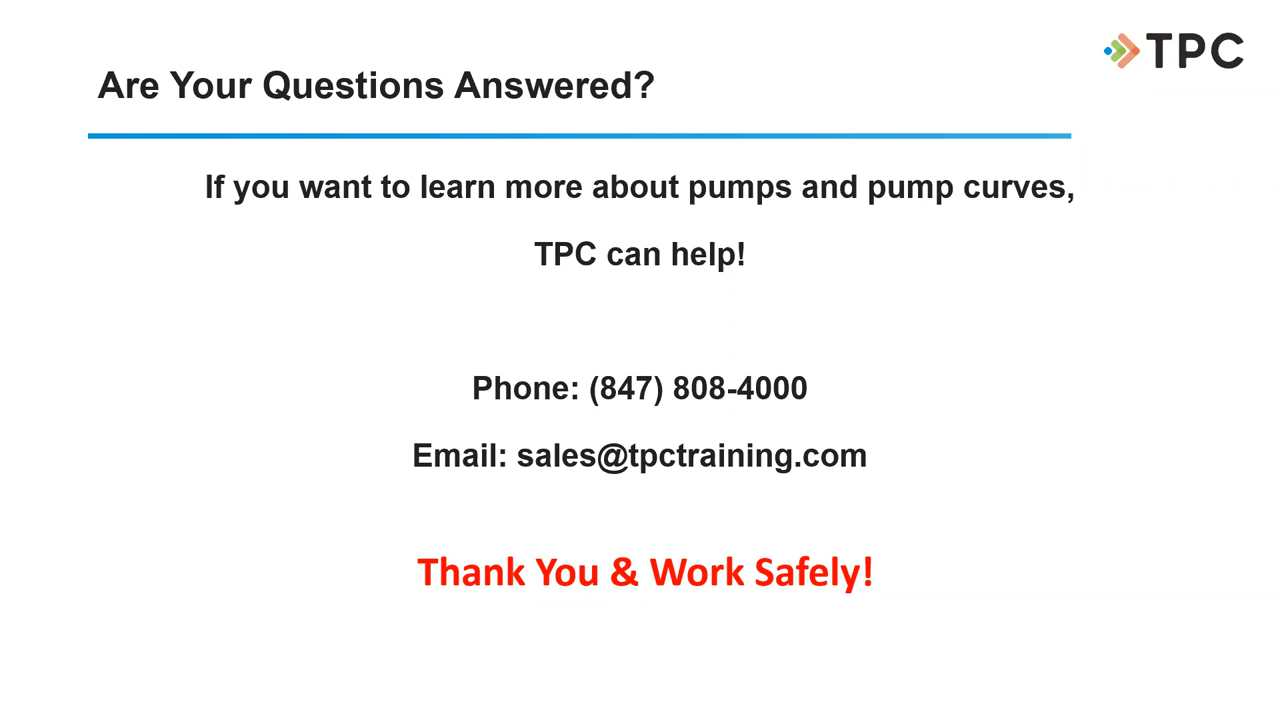 TPC
Are Your Questions Answered?
If you want to learn more about pumps and pump curves,
TPC can help!
Phone: (847) 808-4000
Email: sales@tpctraining.com
Thank You & Work Safely!